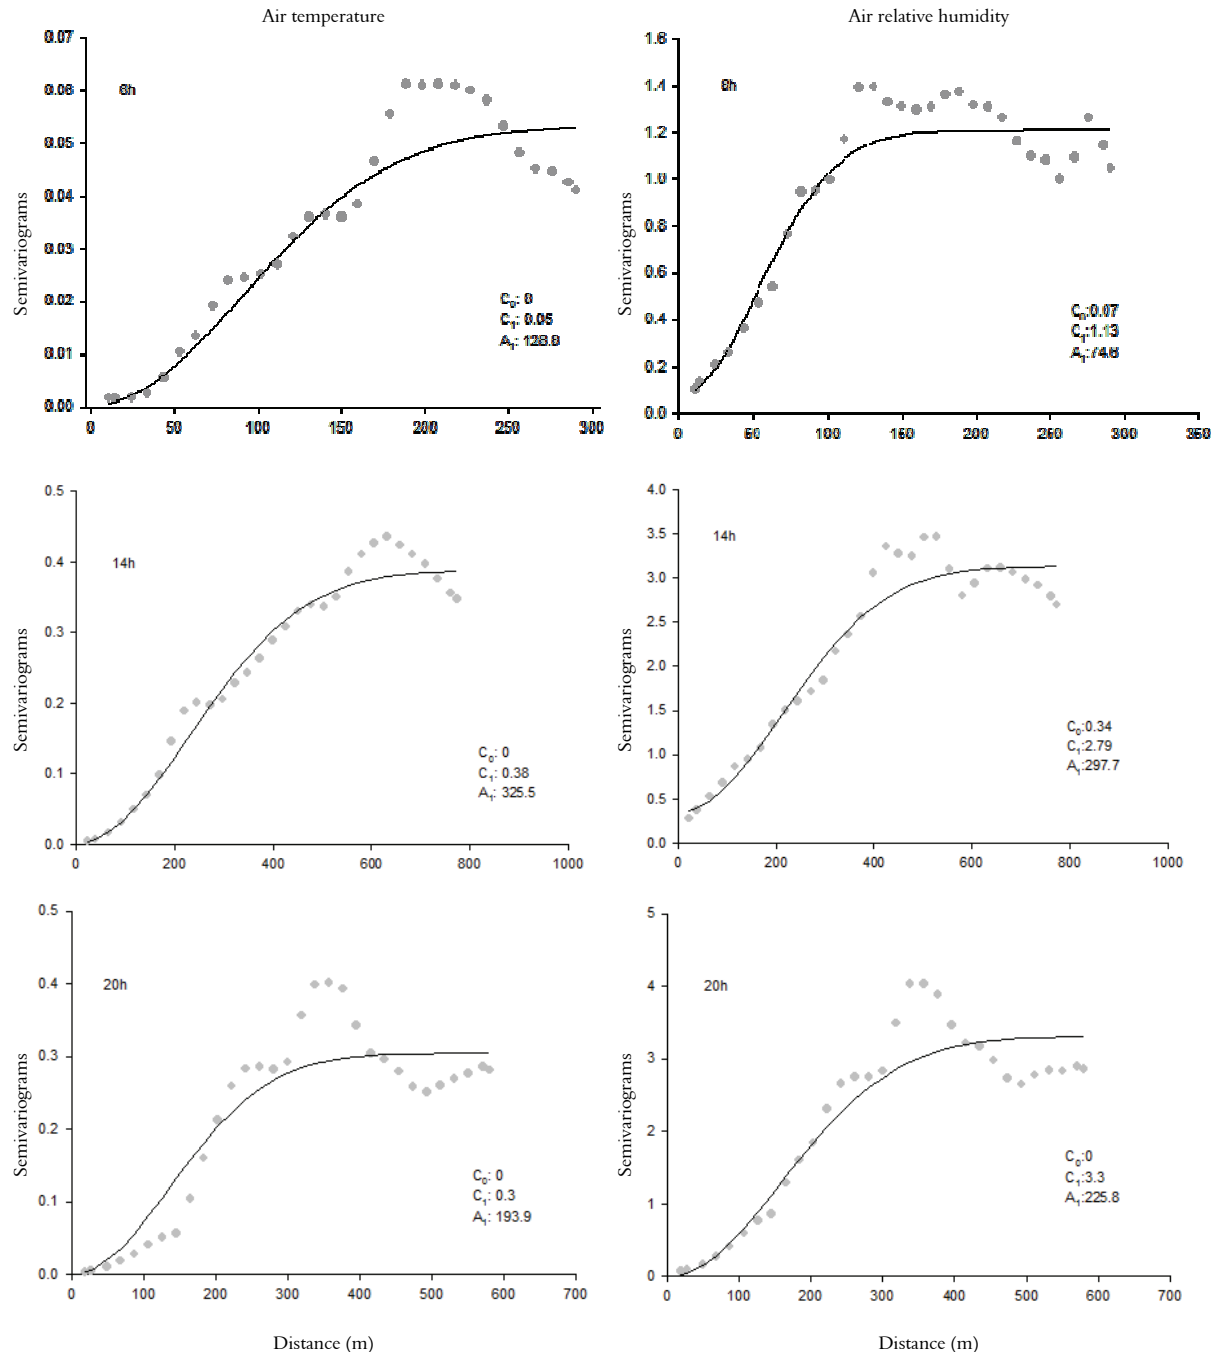 Air temperature
0.07
0.06
0.05
0.04
0.03
0.02
0.01
0.00
Semivariograms
6h
C₀: 0
C₁: 0.05
A₁: 128.8
0 50 100 150 200 250 300
Air relative humidity
1.6
1.4
1.2
1.0
0.8
0.6
0.4
0.2
0.0
Semivariograms
6h
C₀:0.07
C₁:1.13
A₁:74.6
0 50 100 150 200 250 300 350
0.5
0.4
0.3
0.2
0.1
0.0
Semivariograms
14h
C₀: 0
C₁: 0.38
A₁: 325.5
0 200 400 600 800 1000
4.0
3.5
3.0
2.5
2.0
1.5
1.0
0.5
0.0
Semivariograms
14h
C₀:0.34
C₁:2.79
A₁:297.7
0 200 400 600 800 1000
0.5
0.4
0.3
0.2
0.1
0.0
Semivariograms
20h
C₀: 0
C₁: 0.3
A₁: 193.9
0 100 200 300 400 500 600 700
Distance (m)
5
4
3
2
1
0
Semivariograms
20h
C₀:0
C₁:3.3
A₁:225.8
0 100 200 300 400 500 600 700
Distance (m)